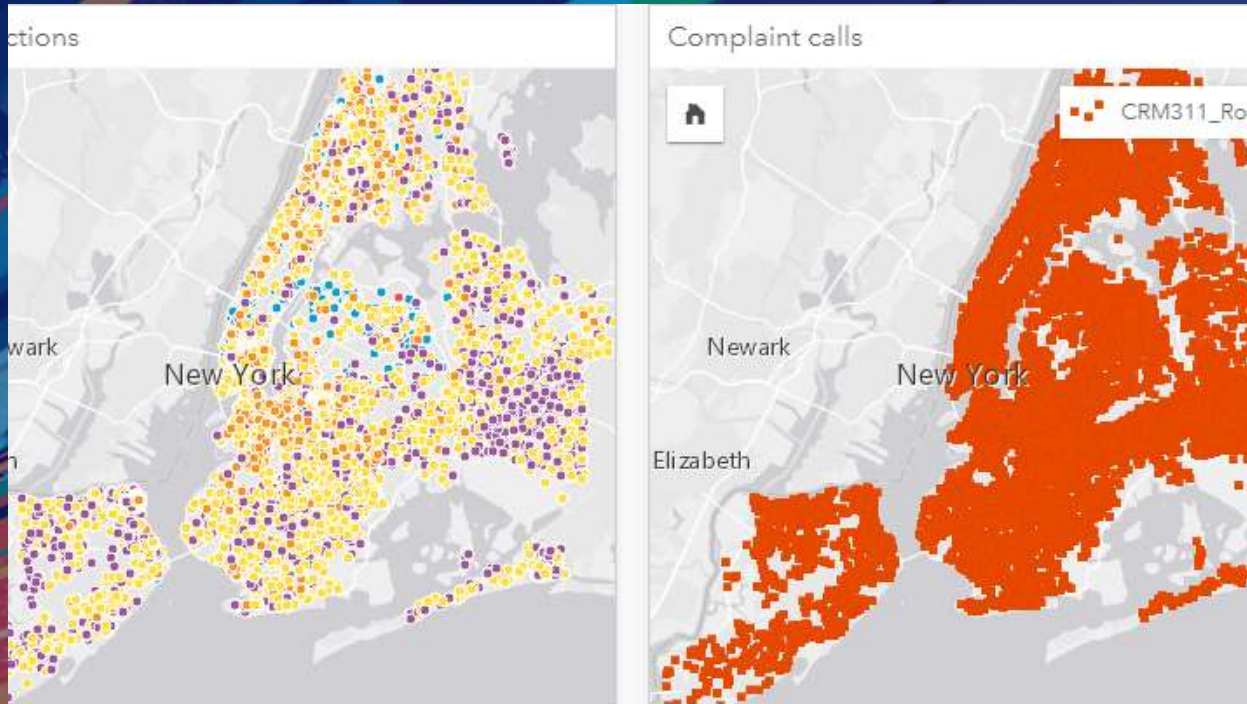 ctions
wark
New York
Complaint calls
CRM311_Ro
Newark
New York
Elizabeth